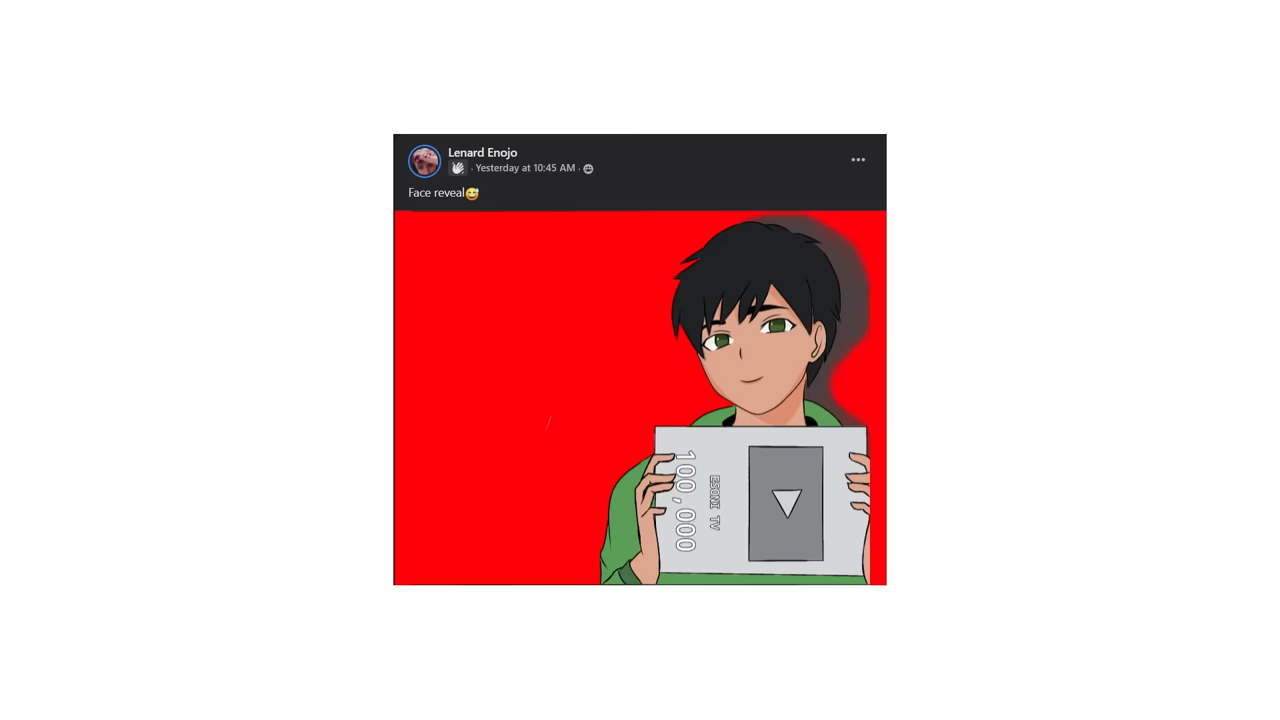 Lenard Enojo
· Yesterday at 10:45 AM ·
Face reveal😅
ESONI TV
100,000